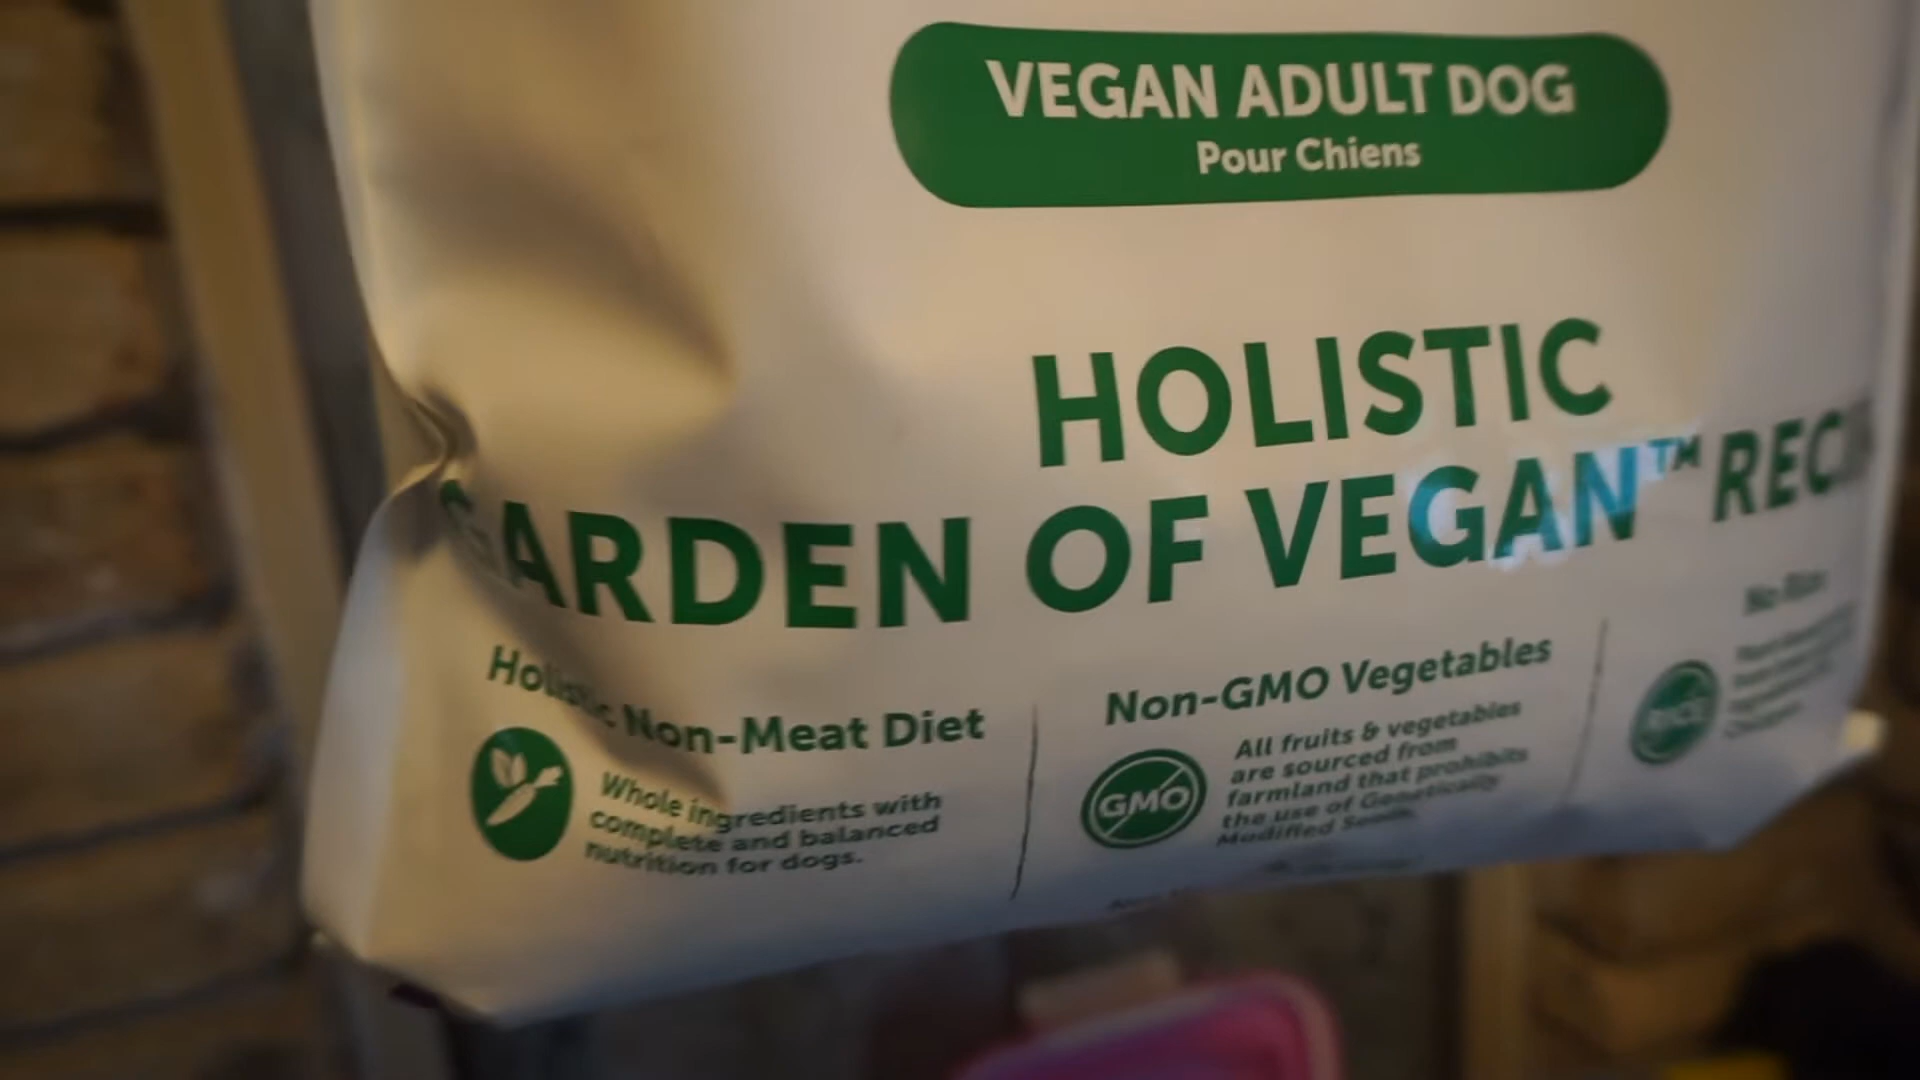 VEGAN ADULT DOG
Pour Chiens
HOLISTIC
GARDEN OF VEGAN™
Holistic Non-Meat Diet
Whole ingredients with
complete and balanced
nutrition for dogs.
Non-GMO Vegetables
GMO
All fruits & vegetables
are sourced from
farmland that prohibits
the use of Genetically
Modified Seeds.
RICE